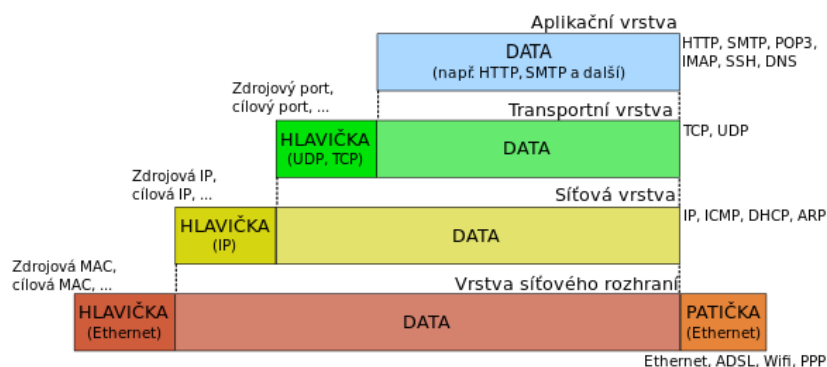 Aplikační vrstva
DATA
(např. HTTP, SMTP a další)
HTTP, SMTP, POP3,
IMAP, SSH, DNS
Zdrojový port,
cílový port, ...
Transportní vrstva
HLAVIČKA
(UDP, TCP)
DATA
TCP, UDP
Zdrojová IP,
cílová IP, ...
Síťová vrstva
HLAVIČKA
(IP)
DATA
IP, ICMP, DHCP, ARP
Zdrojová MAC,
cílová MAC, ...
Vrstva síťového rozhraní
HLAVIČKA
(Ethernet)
DATA
PATIČKA
(Ethernet)
Ethernet, ADSL, Wifi, PPP